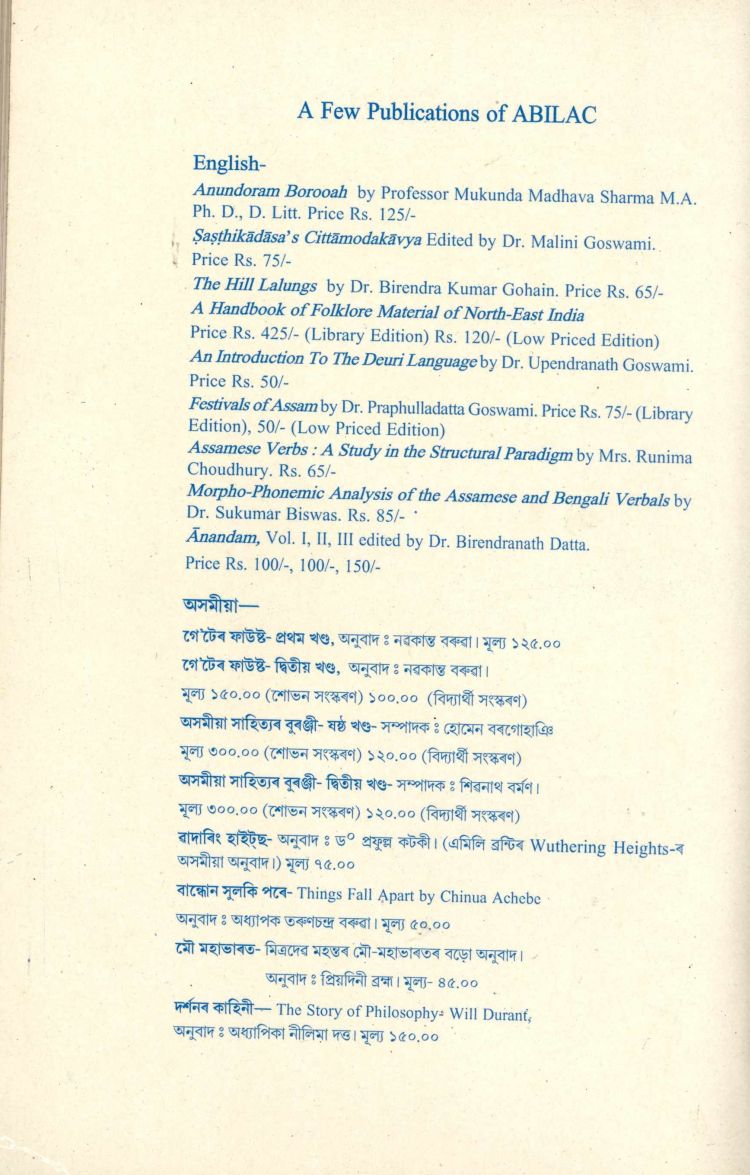 A Few Publications of ABILAC
English-
Anundoram Borooah by Professor Mukunda Madhava Sharma M.A.
Ph. D., D. Litt. Price Rs. 125/-
Ṣaṣṭhikādāsa's Cittāmodakāvya Edited by Dr. Malini Goswami.
Price Rs. 75/-
The Hill Lalungs by Dr. Birendra Kumar Gohain. Price Rs. 65/-
A Handbook of Folklore Material of North-East India
Price Rs. 425/- (Library Edition) Rs. 120/- (Low Priced Edition)
An Introduction To The Deuri Language by Dr. Upendranath Goswami.
Price Rs. 50/-
Festivals of Assam by Dr. Praphulladatta Goswami. Price Rs. 75/- (Library
Edition), 50/- (Low Priced Edition)
Assamese Verbs : A Study in the Structural Paradigm by Mrs. Runima
Choudhury. Rs. 65/-
Morpho-Phonemic Analysis of the Assamese and Bengali Verbals by
Dr. Sukumar Biswas. Rs. 85/-
Ānandam, Vol. I, II, III edited by Dr. Birendranath Datta.
Price Rs. 100/-, 100/-, 150/-
অসমীয়া—
গে'টেৰ ফাউষ্ট- প্ৰথম খণ্ড, অনুবাদ ঃ নৱকান্ত বৰুৱা। মূল্য ১২৫.০০
গে'টেৰ ফাউষ্ট- দ্বিতীয় খণ্ড, অনুবাদ ঃ নৱকান্ত বৰুৱা।
মূল্য ১৫০.০০ (শোভন সংস্কৰণ) ১০০.০০ (বিদ্যাৰ্থী সংস্কৰণ)
অসমীয়া সাহিত্যৰ বুৰঞ্জী- ষষ্ঠ খণ্ড- সম্পাদক ঃ হোমেন বৰগোহাঞি
মূল্য ৩০০.০০ (শোভন সংস্কৰণ) ১২০.০০ (বিদ্যাৰ্থী সংস্কৰণ)
অসমীয়া সাহিত্যৰ বুৰঞ্জী- দ্বিতীয় খণ্ড- সম্পাদক ঃ শিৱনাথ বৰ্মণ।
মূল্য ৩০০.০০ (শোভন সংস্কৰণ) ১২০.০০ (বিদ্যাৰ্থী সংস্কৰণ)
ৱাদাৰিং হাইট্‌ছ- অনুবাদ ঃ ড° প্ৰফুল্ল কটকী। (এমিলি ব্ৰন্টিৰ Wuthering Heights-ৰ
অসমীয়া অনুবাদ।) মূল্য ৭৫.০০
বান্ধোন সুলকি পৰে- Things Fall Apart by Chinua Achebe
অনুবাদ ঃ অধ্যাপক তৰুণচন্দ্ৰ বৰুৱা। মূল্য ৫০.০০
মৌ মহাভাৰত- মিত্ৰদেৱ মহন্তৰ মৌ-মহাভাৰতৰ বড়ো অনুবাদ।
অনুবাদ ঃ প্ৰিয়দিনী ব্ৰহ্ম। মূল্য- ৪৫.০০
দৰ্শনৰ কাহিনী— The Story of Philosophy- Will Durant,
অনুবাদ ঃ অধ্যাপিকা নীলিমা দত্ত। মূল্য ১৫০.০০